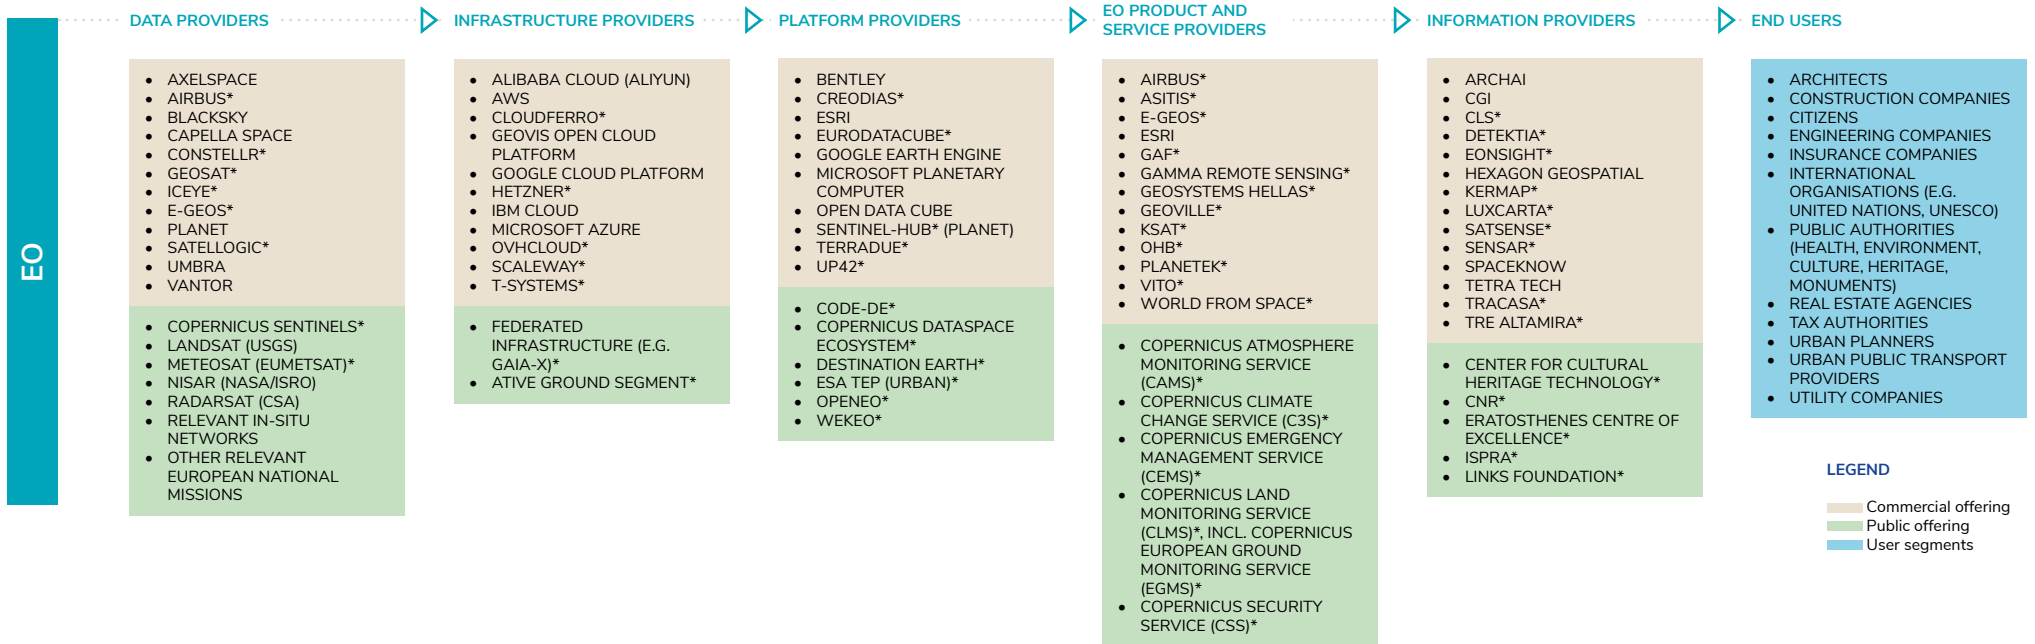 EO
DATA PROVIDERS
• AXELSPACE
• AIRBUS*
• BLACKSKY
• CAPELLA SPACE
• CONSTELLR*
• GEOSAT*
• ICEYE*
• E-GEOS*
• PLANET
• SATELLOGIC*
• UMBRA
• VANTOR
• COPERNICUS SENTINELS*
• LANDSAT (USGS)
• METEOSAT (EUMETSAT)*
• NISAR (NASA/ISRO)
• RADARSAT (CSA)
• RELEVANT IN-SITU
NETWORKS
• OTHER RELEVANT
EUROPEAN NATIONAL
MISSIONS
INFRASTRUCTURE PROVIDERS
• ALIBABA CLOUD (ALIYUN)
• AWS
• CLOUDFERRO*
• GEOVIS OPEN CLOUD
PLATFORM
• GOOGLE CLOUD PLATFORM
• HETZNER*
• IBM CLOUD
• MICROSOFT AZURE
• OVHCLOUD*
• SCALEWAY*
• T-SYSTEMS*
• FEDERATED
INFRASTRUCTURE (E.G.
GAIA-X)*
• ATIVE GROUND SEGMENT*
PLATFORM PROVIDERS
• BENTLEY
• CREODIAS*
• ESRI
• EURODATACUBE*
• GOOGLE EARTH ENGINE
• MICROSOFT PLANETARY
COMPUTER
• OPEN DATA CUBE
• SENTINEL-HUB* (PLANET)
• TERRADUE*
• UP42*
• CODE-DE*
• COPERNICUS DATASPACE
ECOSYSTEM*
• DESTINATION EARTH*
• ESA TEP (URBAN)*
• OPENEO*
• WEKEO*
EO PRODUCT AND
SERVICE PROVIDERS
• AIRBUS*
• ASITIS*
• E-GEOS*
• ESRI
• GAF*
• GAMMA REMOTE SENSING*
• GEOSYSTEMS HELLAS*
• GEOVILLE*
• KSAT*
• OHB*
• PLANETEK*
• VITO*
• WORLD FROM SPACE*
• COPERNICUS ATMOSPHERE
MONITORING SERVICE
(CAMS)*
• COPERNICUS CLIMATE
CHANGE SERVICE (C3S)*
• COPERNICUS EMERGENCY
MANAGEMENT SERVICE
(CEMS)*
• COPERNICUS LAND
MONITORING SERVICE
(CLMS)*, INCL. COPERNICUS
EUROPEAN GROUND
MONITORING SERVICE
(EGMS)*
• COPERNICUS SECURITY
SERVICE (CSS)*
INFORMATION PROVIDERS
• ARCHAI
• CGI
• CLS*
• DETEKTIA*
• EONSIGHT*
• HEXAGON GEOSPATIAL
• KERMAP*
• LUXCARTA*
• SATSENSE*
• SENSAR*
• SPACEKNOW
• TETRA TECH
• TRACASA*
• TRE ALTAMIRA*
• CENTER FOR CULTURAL
HERITAGE TECHNOLOGY*
• CNR*
• ERATOSTHENES CENTRE OF
EXCELLENCE*
• ISPRA*
• LINKS FOUNDATION*
END USERS
• ARCHITECTS
• CONSTRUCTION COMPANIES
• CITIZENS
• ENGINEERING COMPANIES
• INSURANCE COMPANIES
• INTERNATIONAL
ORGANISATIONS (E.G.
UNITED NATIONS, UNESCO)
• PUBLIC AUTHORITIES
(HEALTH, ENVIRONMENT,
CULTURE, HERITAGE,
MONUMENTS)
• REAL ESTATE AGENCIES
• TAX AUTHORITIES
• URBAN PLANNERS
• URBAN PUBLIC TRANSPORT
PROVIDERS
• UTILITY COMPANIES
LEGEND
Commercial offering
Public offering
User segments